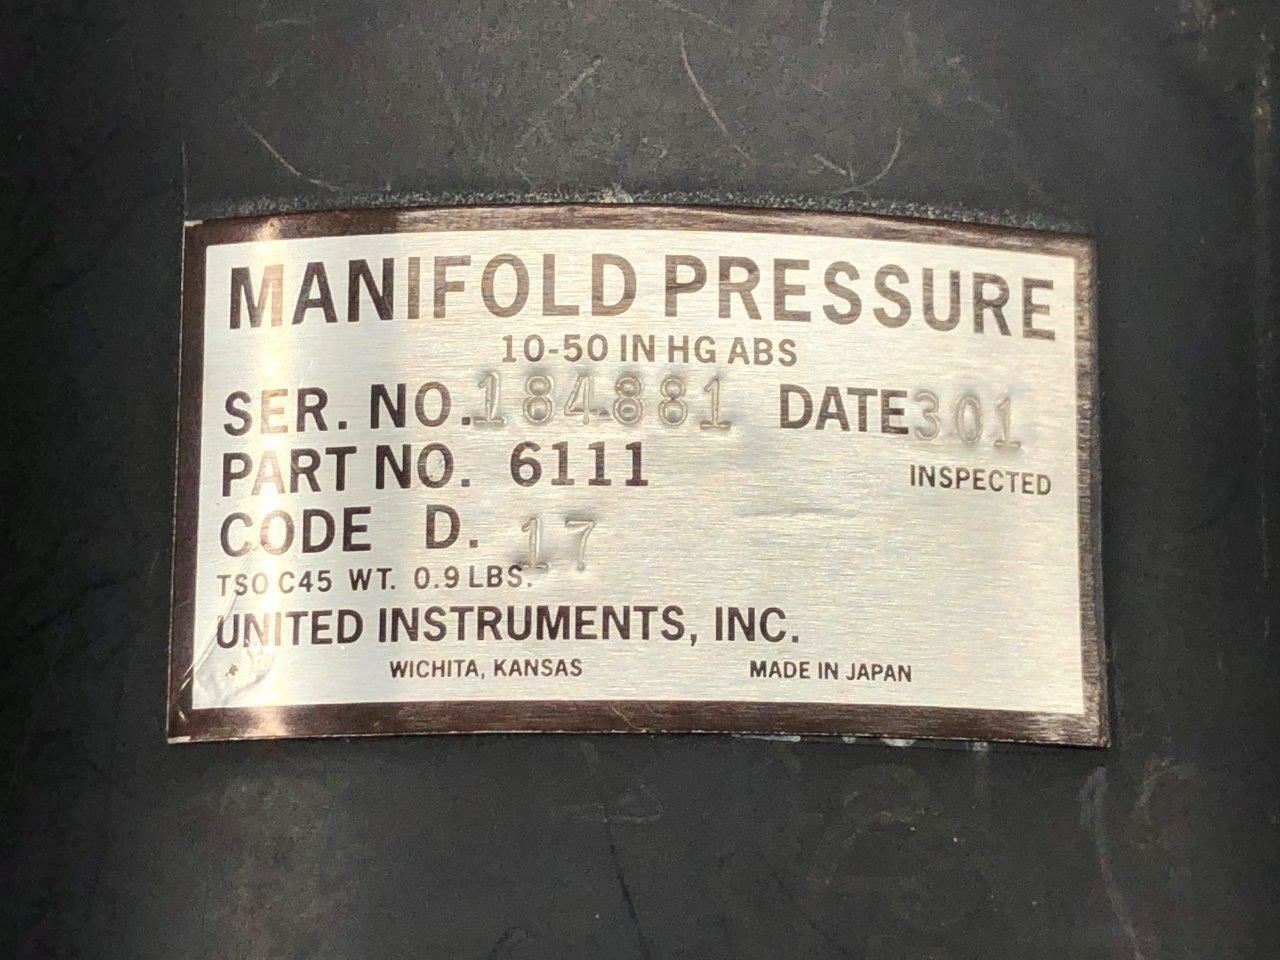 MANIFOLD PRESSURE
10-50 IN HG ABS
SER. NO. 184881 DATE 301
PART NO. 6111 INSPECTED
CODE D. 17
TSO C45 WT. 0.9 LBS.
UNITED INSTRUMENTS, INC.
WICHITA, KANSAS MADE IN JAPAN